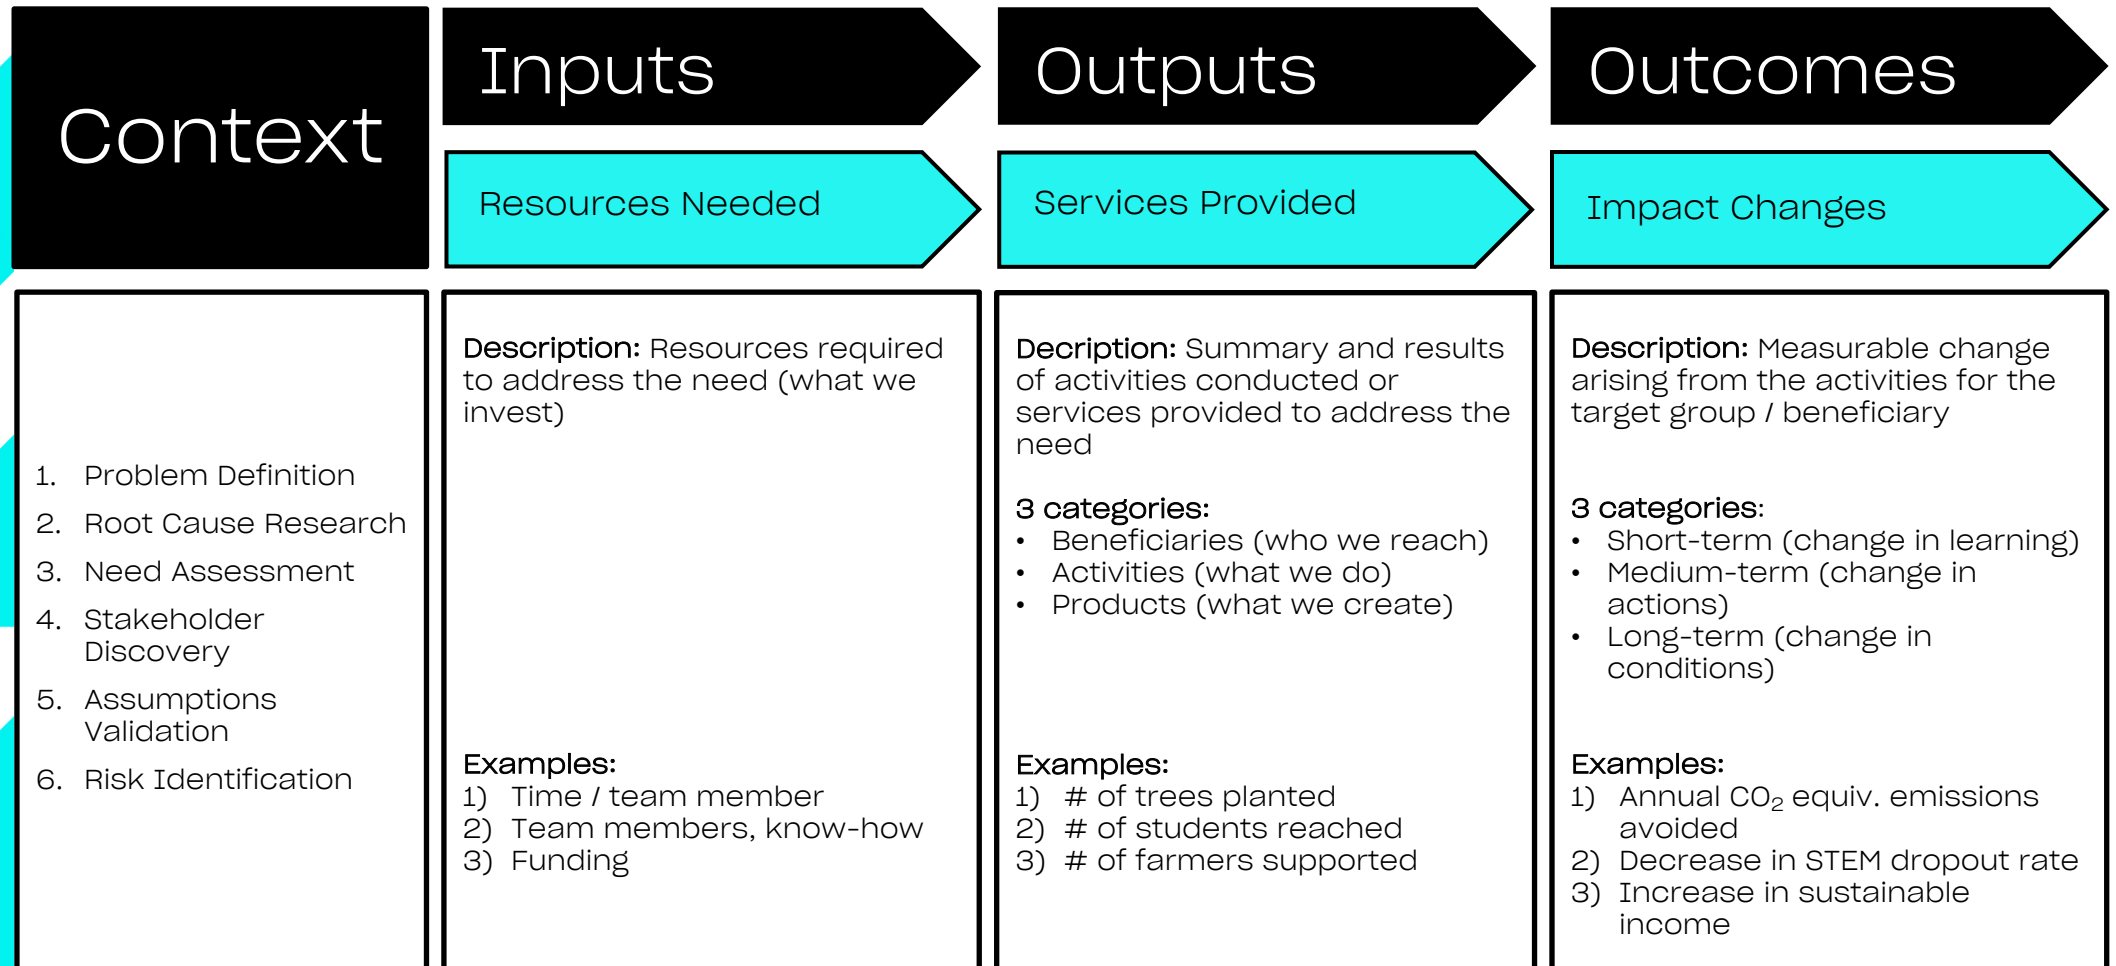 Context
Inputs
Outputs
Outcomes
Resources Needed
Services Provided
Impact Changes
1. Problem Definition
2. Root Cause Research
3. Need Assessment
4. Stakeholder
Discovery
5. Assumptions
Validation
6. Risk Identification
Description: Resources required
to address the need (what we
invest)
Examples:
1) Time / team member
2) Team members, know-how
3) Funding
Decription: Summary and results
of activities conducted or
services provided to address the
need
3 categories:
• Beneficiaries (who we reach)
• Activities (what we do)
• Products (what we create)
Examples:
1) # of trees planted
2) # of students reached
3) # of farmers supported
Description: Measurable change
arising from the activities for the
target group / beneficiary
3 categories:
• Short-term (change in learning)
• Medium-term (change in
actions)
• Long-term (change in
conditions)
Examples:
1) Annual CO₂ equiv. emissions
avoided
2) Decrease in STEM dropout rate
3) Increase in sustainable
income